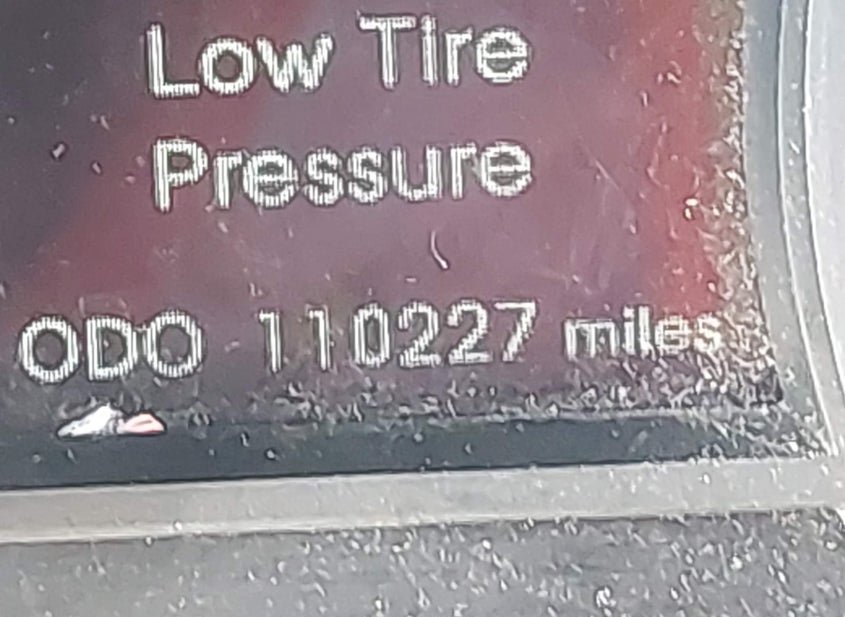 Low Tire
Pressure
ODO 110227 miles